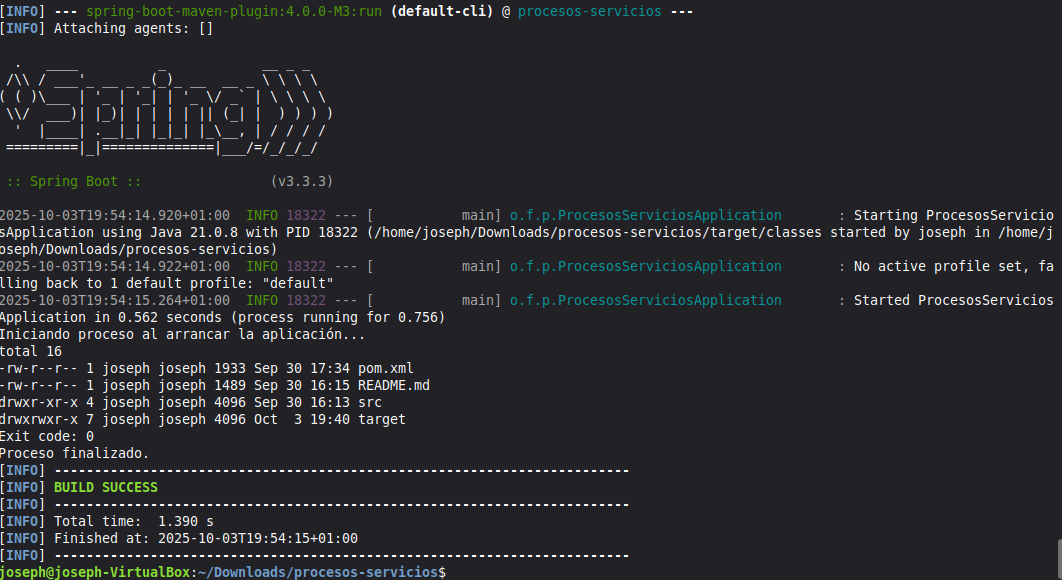 [INFO] --- spring-boot-maven-plugin:4.0.0-M3:run (default-cli) @ procesos-servicios ---
[INFO] Attaching agents: []
  .   ____          _            __ _ _
 /\\ / ___'_ __ _ _(_)_ __  __ _ \ \ \ \
( ( )\___ | '_ | '_| | '_ \/ _` | \ \ \ \
 \\/  ___)| |_)| | | | | || (_| |  ) ) ) )
  '  |____| .__|_| |_|_| |_\__, | / / / /
 =========|_|==============|___/=/_/_/_/
 :: Spring Boot ::                (v3.3.3)
2025-10-03T19:54:14.920+01:00  INFO 18322 --- [           main] o.f.p.ProcesosServiciosApplication       : Starting ProcesosServicio
sApplication using Java 21.0.8 with PID 18322 (/home/joseph/Downloads/procesos-servicios/target/classes started by joseph in /home/j
oseph/Downloads/procesos-servicios)
2025-10-03T19:54:14.922+01:00  INFO 18322 --- [           main] o.f.p.ProcesosServiciosApplication       : No active profile set, fa
lling back to 1 default profile: "default"
2025-10-03T19:54:15.264+01:00  INFO 18322 --- [           main] o.f.p.ProcesosServiciosApplication       : Started ProcesosServicios
Application in 0.562 seconds (process running for 0.756)
Iniciando proceso al arrancar la aplicación...
total 16
-rw-r--r-- 1 joseph joseph 1933 Sep 30 17:34 pom.xml
-rw-r--r-- 1 joseph joseph 1489 Sep 30 16:15 README.md
drwxr-xr-x 4 joseph joseph 4096 Sep 30 16:13 src
drwxrwxr-x 7 joseph joseph 4096 Oct  3 19:40 target
Exit code: 0
Proceso finalizado.
[INFO] ------------------------------------------------------------------------
[INFO] BUILD SUCCESS
[INFO] ------------------------------------------------------------------------
[INFO] Total time:  1.390 s
[INFO] Finished at: 2025-10-03T19:54:15+01:00
[INFO] ------------------------------------------------------------------------
joseph@joseph-VirtualBox:~/Downloads/procesos-servicios$